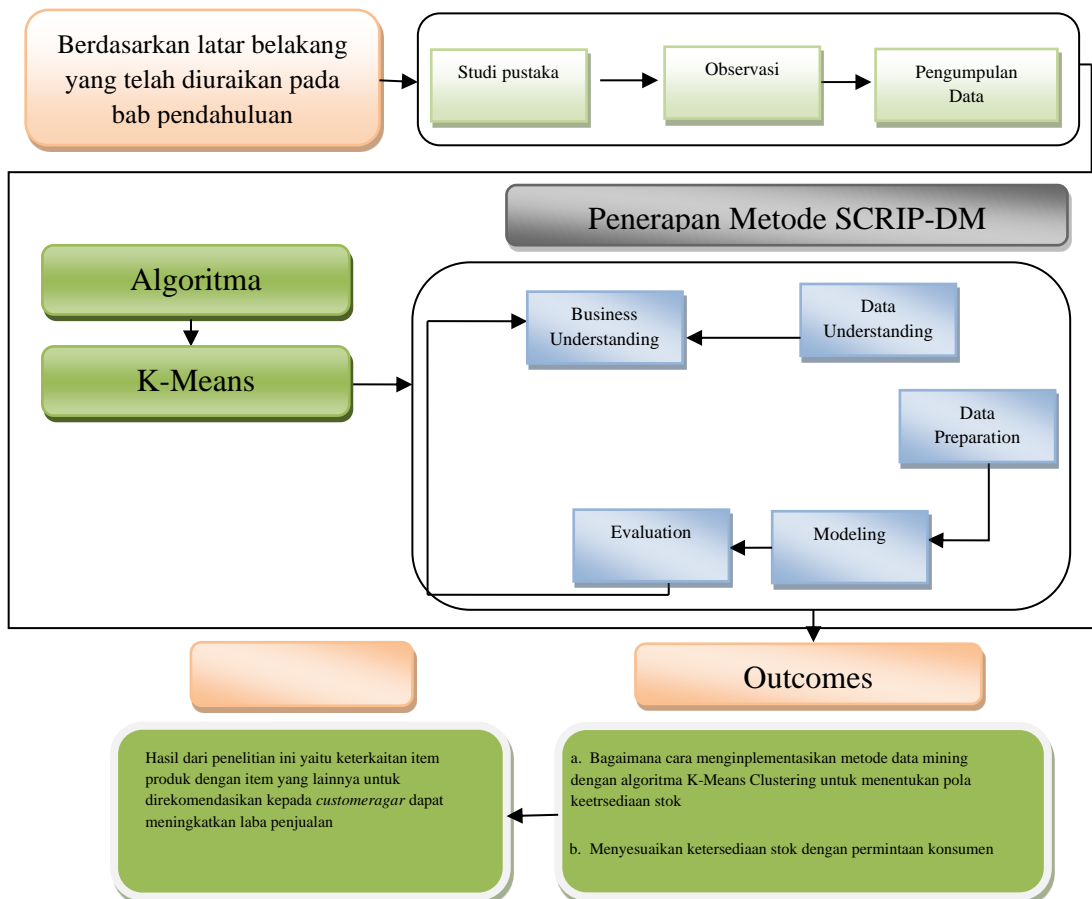 Berdasarkan latar belakang
yang telah diuraikan pada
bab pendahuluan
Studi pustaka
Observasi
Pengumpulan
Data
Penerapan Metode SCRIP-DM
Algoritma
K-Means
Business
Understanding
Data
Understanding
Data
Preparation
Evaluation
Modeling
Outcomes
Hasil dari penelitian ini yaitu keterkaitan item
produk dengan item yang lainnya untuk
direkomendasikan kepada customeragar dapat
meningkatkan laba penjualan
a. Bagaimana cara menginplementasikan metode data mining
dengan algoritma K-Means Clustering untuk menentukan pola
keetrsediaan stok
b. Menyesuaikan ketersediaan stok dengan permintaan konsumen